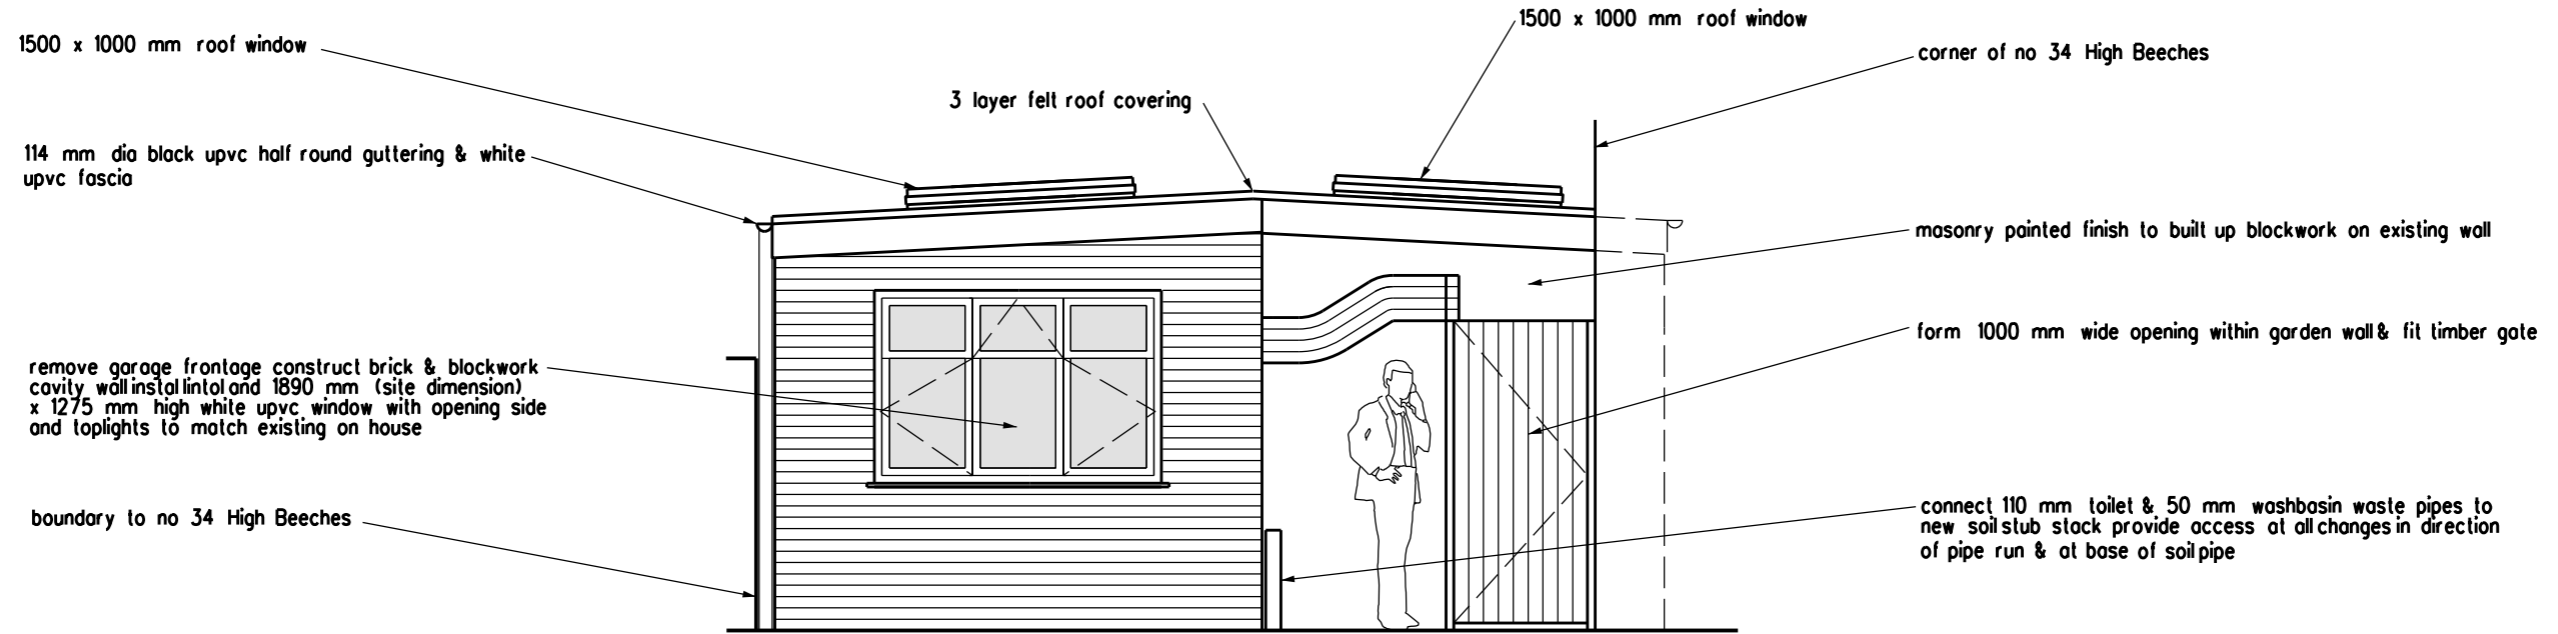 1500 x 1000 mm roof window
114 mm dia black upvc half round guttering & white
upvc fascia
remove garage frontage construct brick & blockwork
cavity wall install lintol and 1890 mm (site dimension)
x 1275 mm high white upvc window with opening side
and toplights to match existing on house
boundary to no 34 High Beeches
3 layer felt roof covering
1500 x 1000 mm roof window
corner of no 34 High Beeches
masonry painted finish to built up blockwork on existing wall
form 1000 mm wide opening within garden wall & fit timber gate
connect 110 mm toilet & 50 mm washbasin waste pipes to
new soil stub stack provide access at all changes in direction
of pipe run & at base of soil pipe